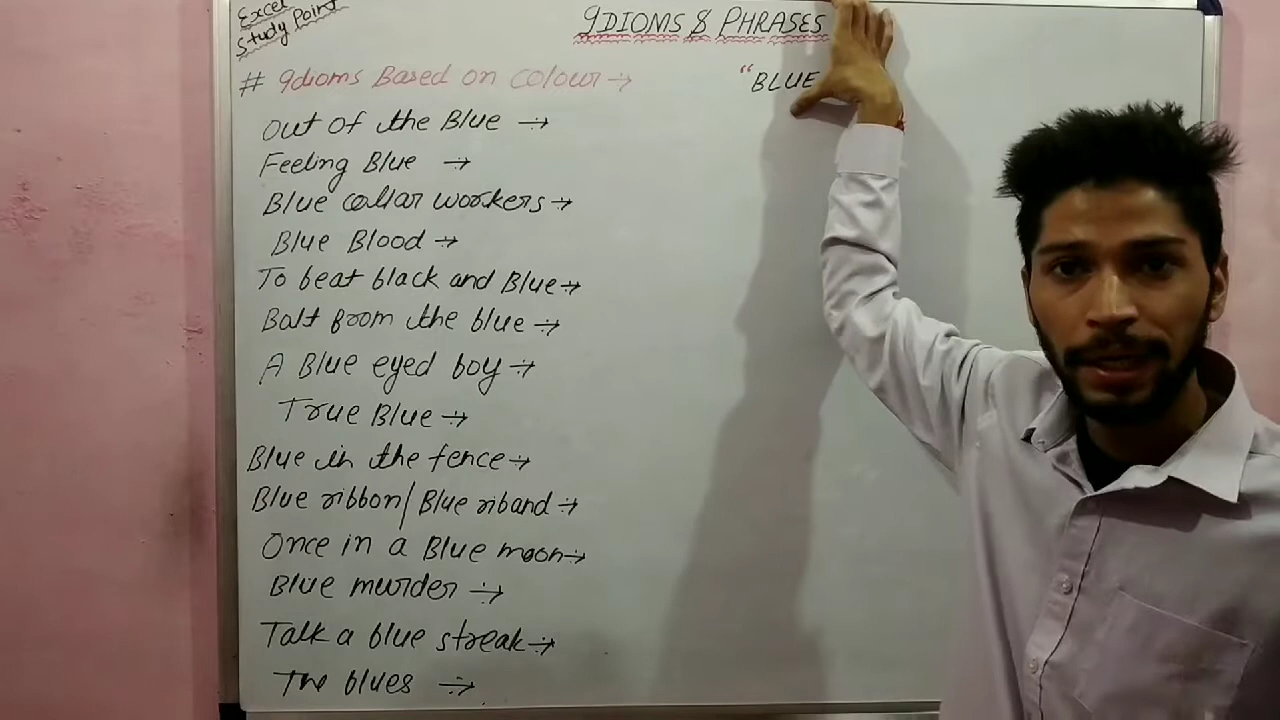 Excel
Study Point
IDIOMS & PHRASES
# Idioms Based on Colour →
"BLUE
Out of the Blue →
Feeling Blue →
Blue collar workers →
Blue Blood →
To beat black and Blue →
Bolt from the blue →
A Blue eyed boy →
True Blue →
Blue in the fence →
Blue ribbon/Blue riband →
Once in a Blue moon →
Blue murder →
Talk a blue streak →
The blues →